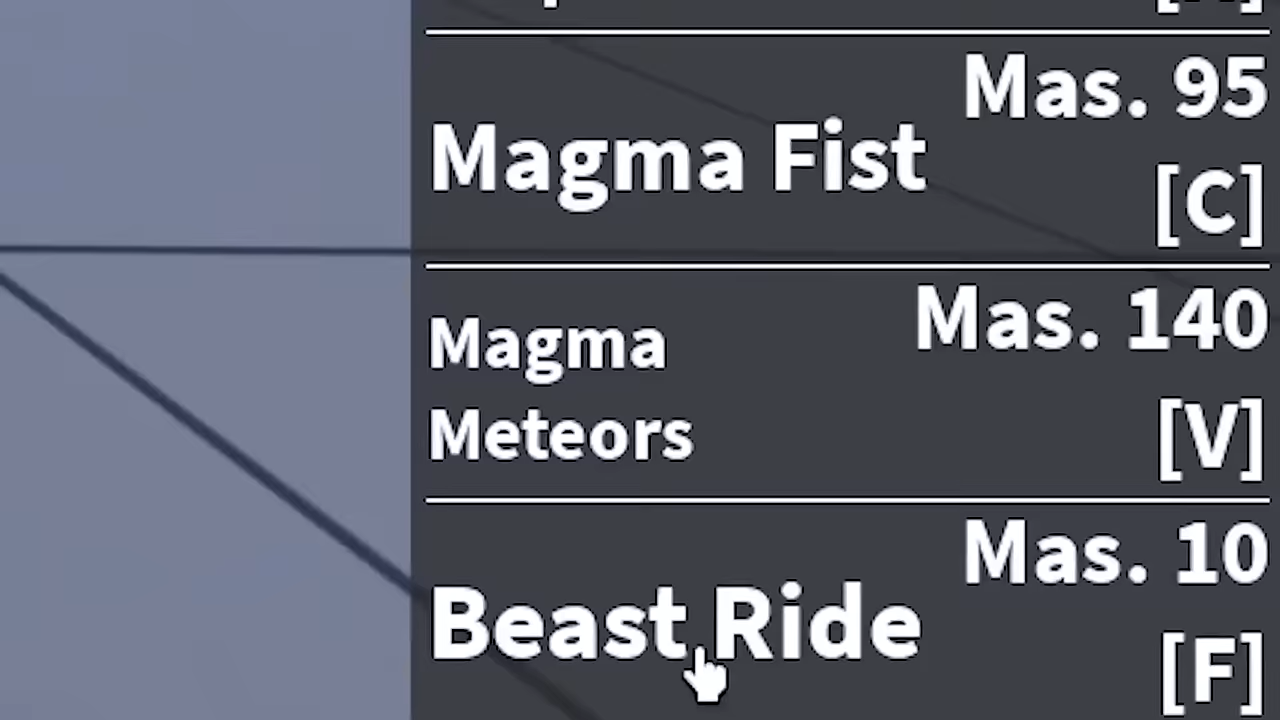 Mas. 95
Magma Fist
[C]
Mas. 140
Magma
Meteors
[V]
Mas. 10
Beast Ride
[F]